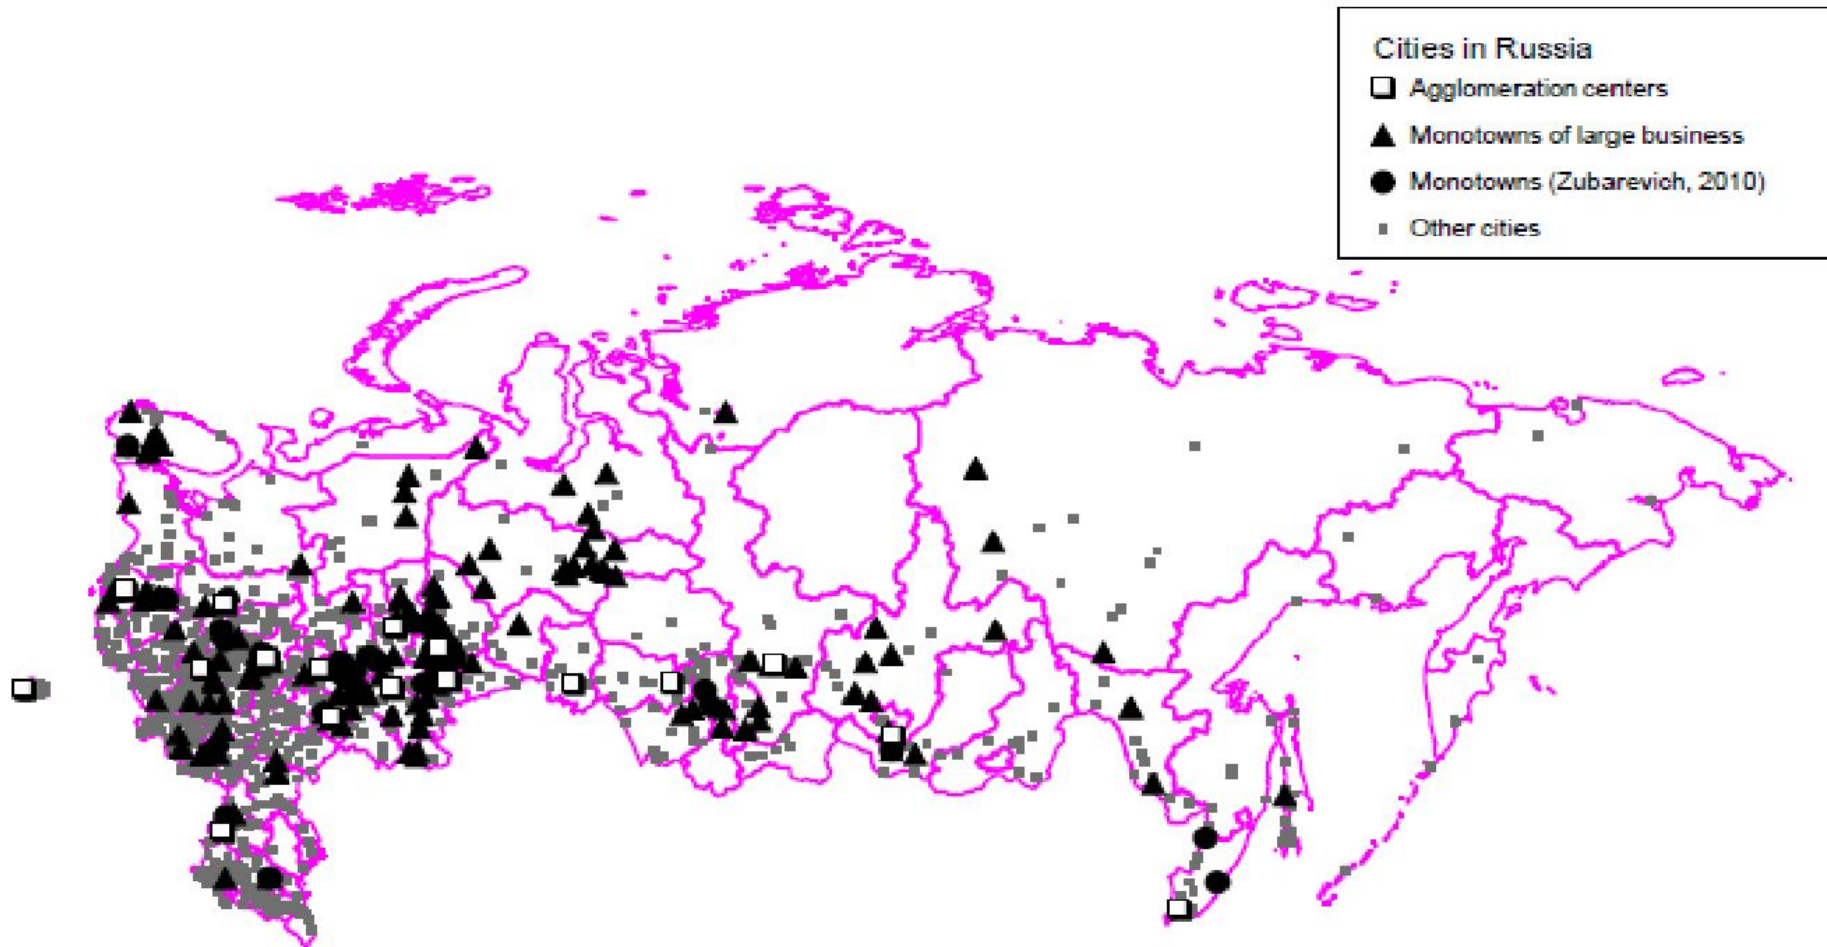 Cities in Russia
Agglomeration centers
Monotowns of large business
Monotowns (Zubarevich, 2010)
Other cities